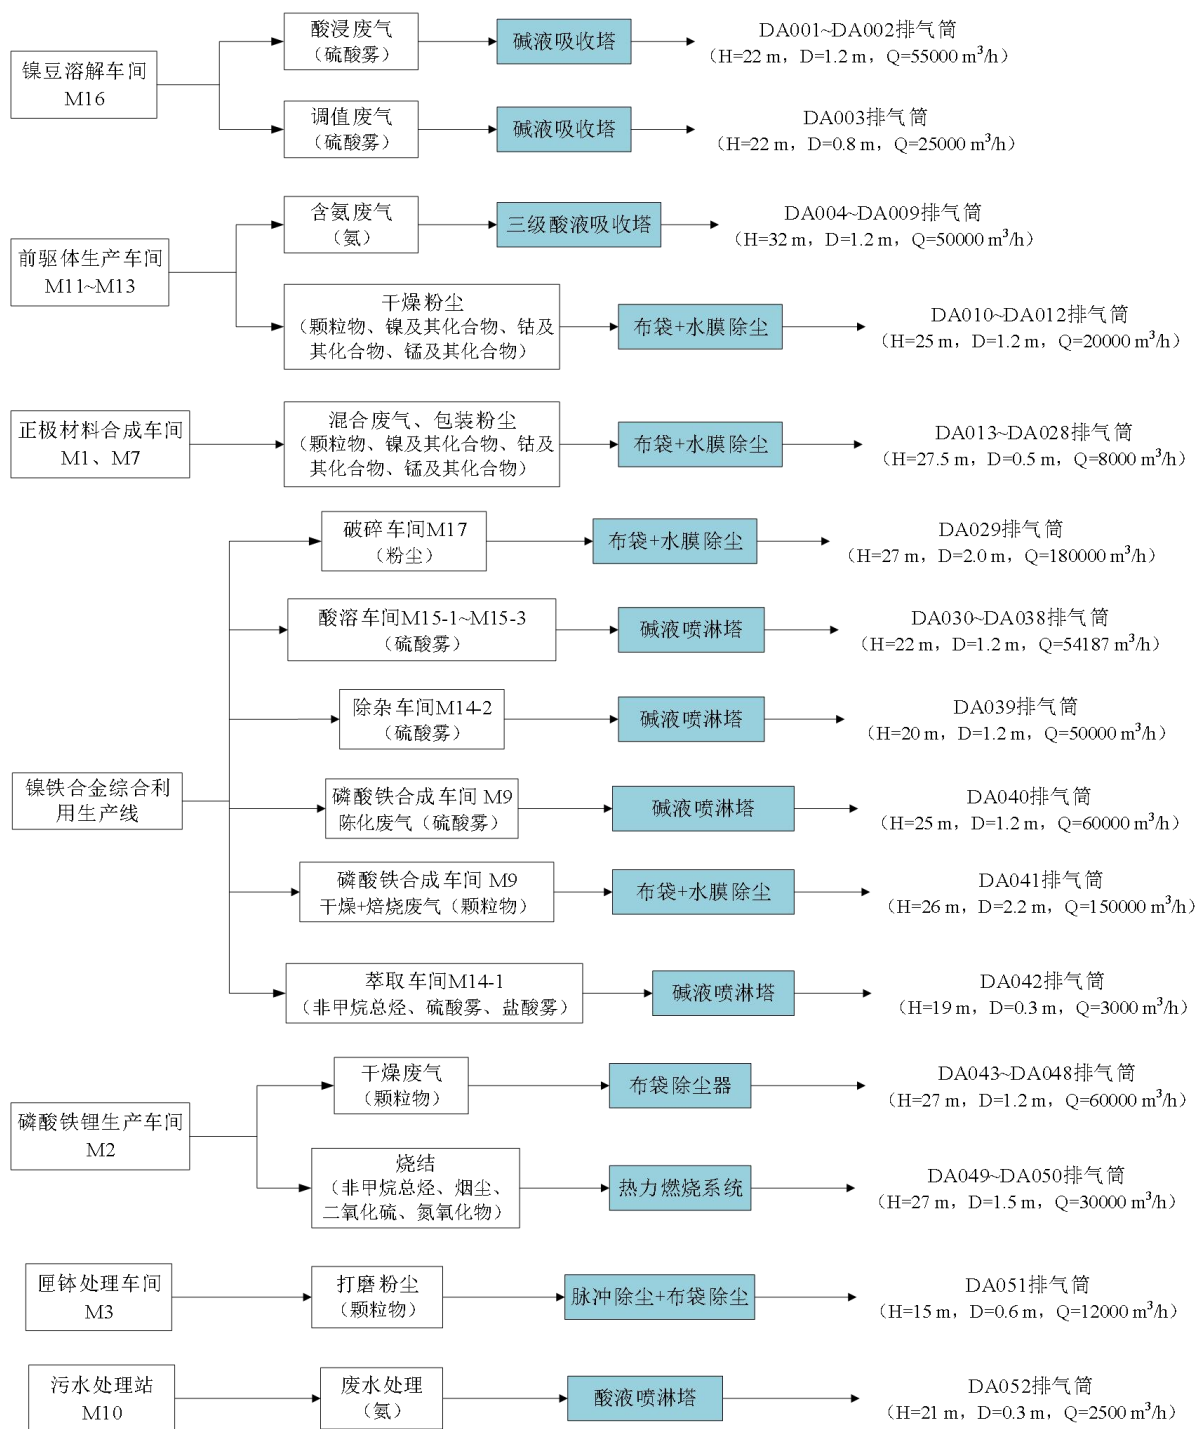 镍豆溶解车间
M16
酸浸废气
（硫酸雾）
碱液吸收塔
DA001~DA002排气筒
（H=22 m，D=1.2 m，Q=55000 m³/h）
调值废气
（硫酸雾）
碱液吸收塔
DA003排气筒
（H=22 m，D=0.8 m，Q=25000 m³/h）
前驱体生产车间
M11~M13
含氨废气
（氨）
三级酸液吸收塔
DA004~DA009排气筒
（H=32 m，D=1.2 m，Q=50000 m³/h）
干燥粉尘
（颗粒物、镍及其化合物、钴及
其化合物、锰及其化合物）
布袋+水膜除尘
DA010~DA012排气筒
（H=25 m，D=1.2 m，Q=20000 m³/h）
正极材料合成车间
M1、M7
混合废气、包装粉尘
（颗粒物、镍及其化合物、钴及
其化合物、锰及其化合物）
布袋+水膜除尘
DA013~DA028排气筒
（H=27.5 m，D=0.5 m，Q=8000 m³/h）
镍铁合金综合利
用生产线
破碎车间M17
（粉尘）
布袋+水膜除尘
DA029排气筒
（H=27 m，D=2.0 m，Q=180000 m³/h）
酸溶车间M15-1~M15-3
（硫酸雾）
碱液喷淋塔
DA030~DA038排气筒
（H=22 m，D=1.2 m，Q=54187 m³/h）
除杂车间M14-2
（硫酸雾）
碱液喷淋塔
DA039排气筒
（H=20 m，D=1.2 m，Q=50000 m³/h）
磷酸铁合成车间 M9
陈化废气（硫酸雾）
碱液喷淋塔
DA040排气筒
（H=25 m，D=1.2 m，Q=60000 m³/h）
磷酸铁合成车间 M9
干燥+焙烧废气（颗粒物）
布袋+水膜除尘
DA041排气筒
（H=26 m，D=2.2 m，Q=150000 m³/h）
萃取车间M14-1
（非甲烷总烃、硫酸雾、盐酸雾）
碱液喷淋塔
DA042排气筒
（H=19 m，D=0.3 m，Q=3000 m³/h）
磷酸铁锂生产车间
M2
干燥废气
（颗粒物）
布袋除尘器
DA043~DA048排气筒
（H=27 m，D=1.2 m，Q=60000 m³/h）
烧结
（非甲烷总烃、烟尘、
二氧化硫、氮氧化物）
热力燃烧系统
DA049~DA050排气筒
（H=27 m，D=1.5 m，Q=30000 m³/h）
匣钵处理车间
M3
打磨粉尘
（颗粒物）
脉冲除尘+布袋除尘
DA051排气筒
（H=15 m，D=0.6 m，Q=12000 m³/h）
污水处理站
M10
废水处理
（氨）
酸液喷淋塔
DA052排气筒
（H=21 m，D=0.3 m，Q=2500 m³/h）